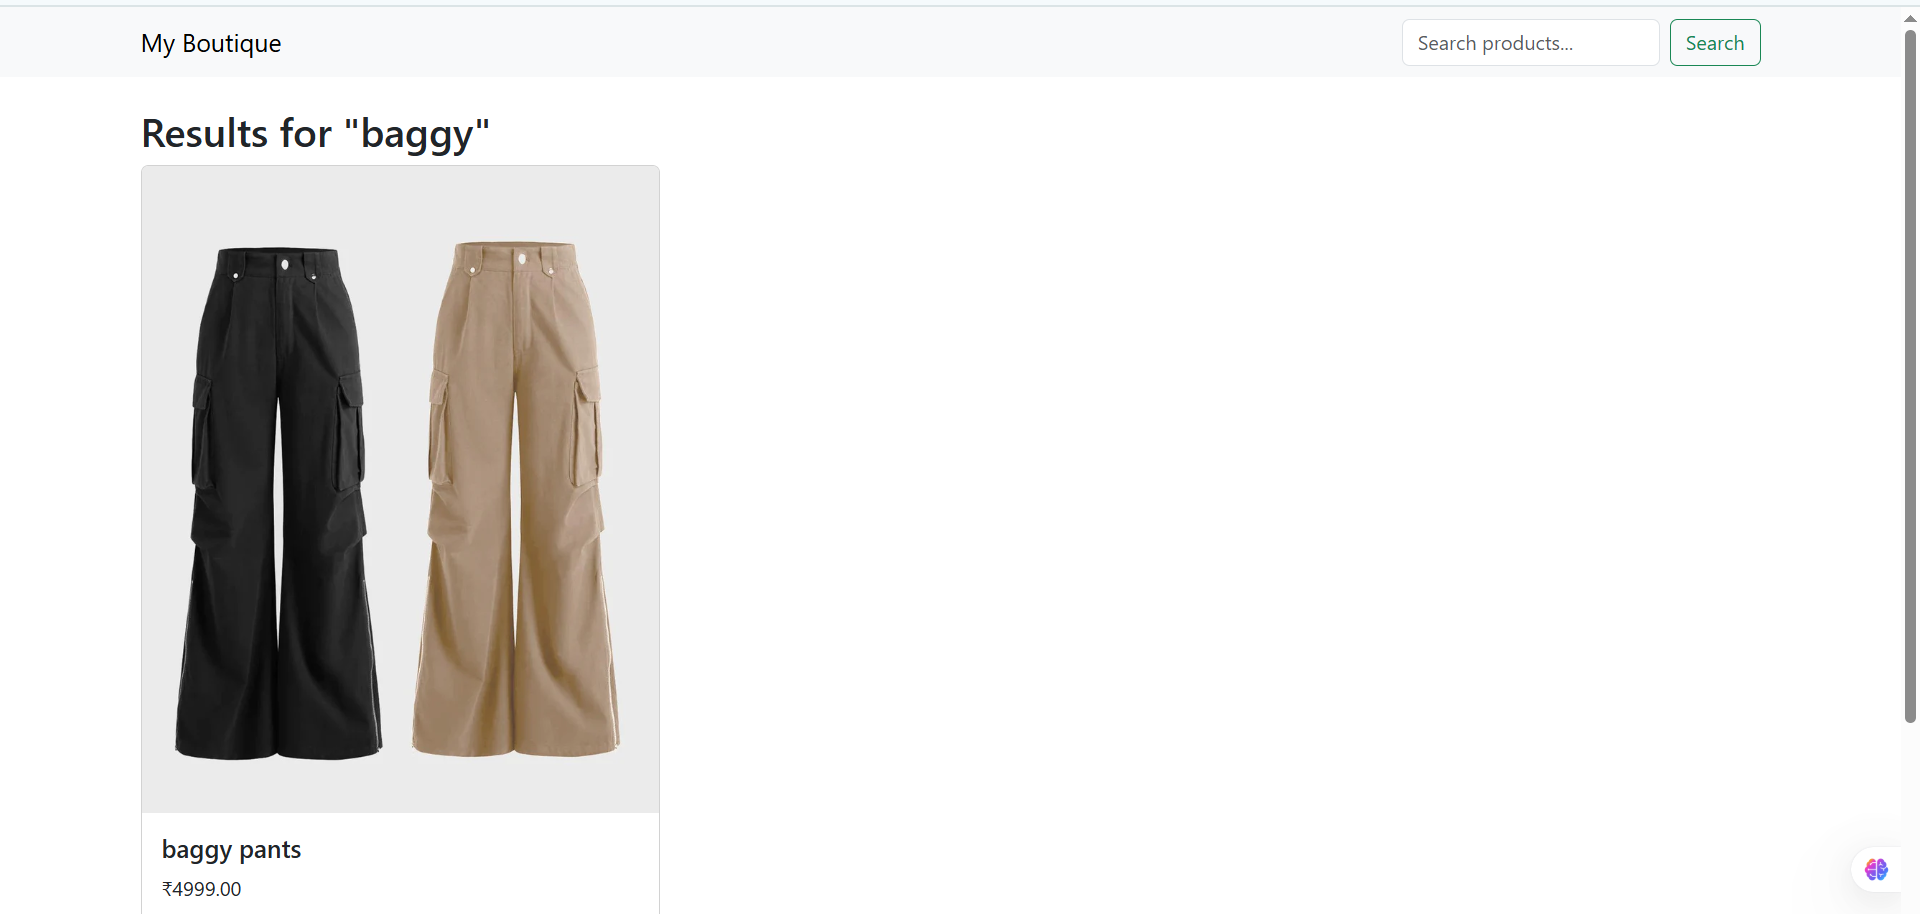 My Boutique
Search products...
Search
Results for "baggy"
baggy pants
₹4999.00